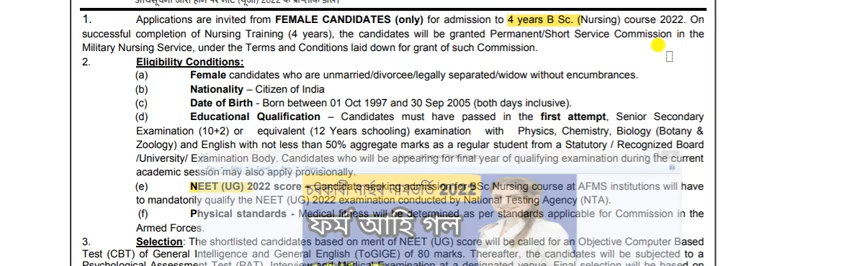 1. Applications are invited from FEMALE CANDIDATES (only) for admission to 4 years B Sc. (Nursing) course 2022. On
successful completion of Nursing Training (4 years), the candidates will be granted Permanent/Short Service Commission in the
Military Nursing Service, under the Terms and Conditions laid down for grant of such Commission.
2. Eligibility Conditions:
(a) Female candidates who are unmarried/divorcee/legally separated/widow without encumbrances.
(b) Nationality – Citizen of India
(c) Date of Birth - Born between 01 Oct 1997 and 30 Sep 2005 (both days inclusive).
(d) Educational Qualification – Candidates must have passed in the first attempt, Senior Secondary
Examination (10+2) or equivalent (12 Years schooling) examination with Physics, Chemistry, Biology (Botany &
Zoology) and English with not less than 50% aggregate marks as a regular student from a Statutory / Recognized Board
/University/ Examination Body. Candidates who will be appearing for final year of qualifying examination during the current
academic session may also apply provisionally.
(e) NEET (UG) 2022 score – Candidate seeking admission for BSc Nursing course at AFMS institutions will have
2022
to mandatorily qualify the NEET (UG) 2022 examination conducted by National Testing Agency (NTA).
(f) Physical standards - Medical fitness will be determined as per standards applicable for Commission in the
ফৰ্ম আহি গল
Armed Forces.
3. Selection: The shortlisted candidates based on merit of NEET (UG) score will be called for an Objective Computer Based
Test (CBT) of General Intelligence and General English (ToGIGE) of 80 marks. Thereafter, the candidates will be subjected to a